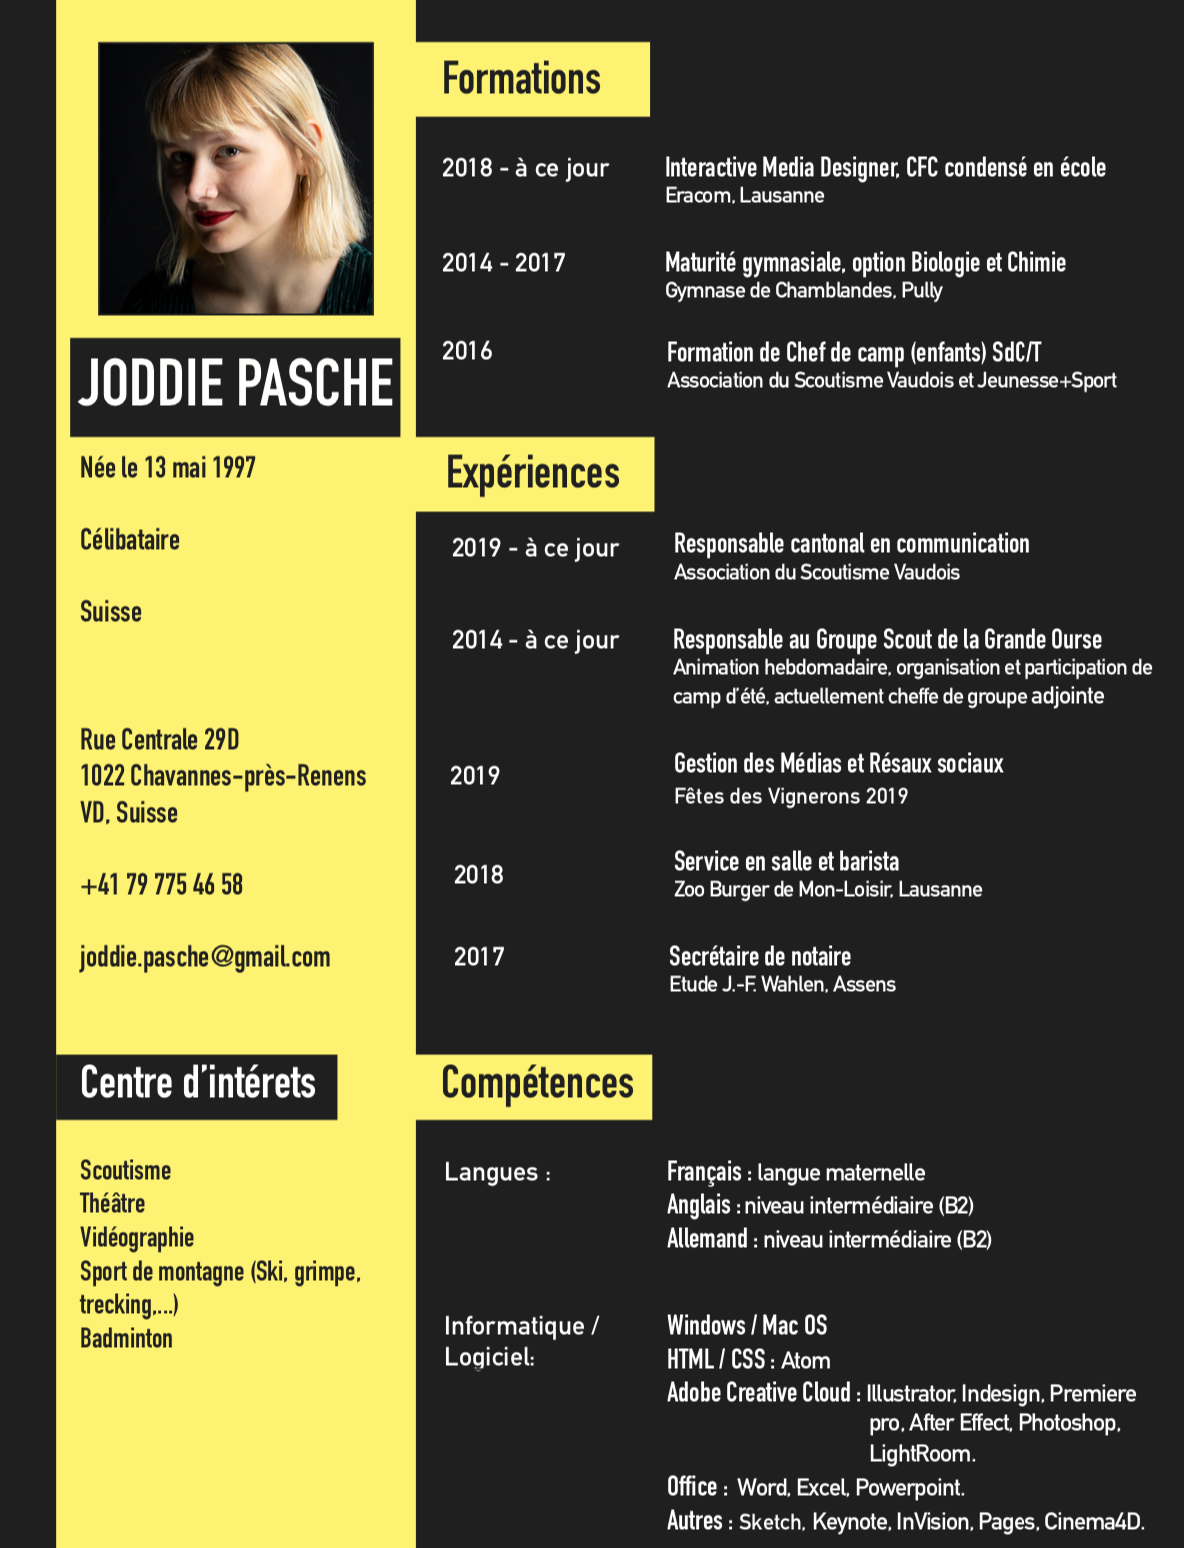 JODDIE PASCHE
Née le 13 mai 1997
Célibataire
Suisse
Rue Centrale 29D
1022 Chavannes-près-Renens
VD, Suisse
+41 79 775 46 58
joddie.pasche@gmail.com
Centre d'intérets
Scoutisme
Théâtre
Vidéographie
Sport de montagne (Ski, grimpe,
trecking,...)
Badminton
Formations
2018 - à ce jour
Interactive Media Designer, CFC condensé en école
Eracom, Lausanne
2014 - 2017
Maturité gymnasiale, option Biologie et Chimie
Gymnase de Chamblandes, Pully
2016
Formation de Chef de camp (enfants) SdC/T
Association du Scoutisme Vaudois et Jeunesse+Sport
Expériences
2019 - à ce jour
Responsable cantonal en communication
Association du Scoutisme Vaudois
2014 - à ce jour
Responsable au Groupe Scout de la Grande Ourse
Animation hebdomadaire, organisation et participation de
camp d'été, actuellement cheffe de groupe adjointe
2019
Gestion des Médias et Résaux sociaux
Fêtes des Vignerons 2019
2018
Service en salle et barista
Zoo Burger de Mon-Loisir, Lausanne
2017
Secrétaire de notaire
Etude J.-F. Wahlen, Assens
Compétences
Langues :
Français : langue maternelle
Anglais : niveau intermédiaire (B2)
Allemand : niveau intermédiaire (B2)
Informatique /
Logiciel:
Windows / Mac OS
HTML / CSS : Atom
Adobe Creative Cloud : Illustrator, Indesign, Premiere
pro, After Effect, Photoshop,
LightRoom.
Office : Word, Excel, Powerpoint.
Autres : Sketch, Keynote, InVision, Pages, Cinema4D.